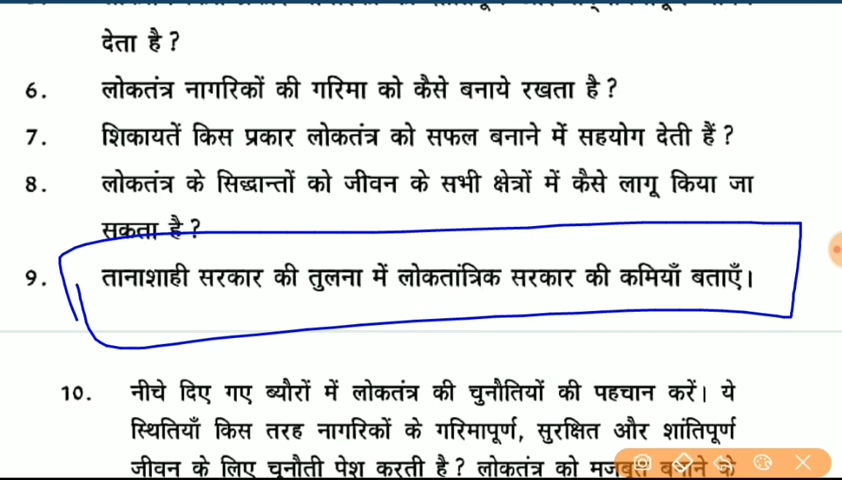 देता है ?
6. लोकतंत्र नागरिकों की गरिमा को कैसे बनाये रखता है ?
7. शिकायतें किस प्रकार लोकतंत्र को सफल बनाने में सहयोग देती हैं ?
8. लोकतंत्र के सिद्धान्तों को जीवन के सभी क्षेत्रों में कैसे लागू किया जा
सकता है ?
9. तानाशाही सरकार की तुलना में लोकतांत्रिक सरकार की कमियाँ बताएँ।
10. नीचे दिए गए ब्यौरों में लोकतंत्र की चुनौतियों की पहचान करें। ये
स्थितियाँ किस तरह नागरिकों के गरिमापूर्ण, सुरक्षित और शांतिपूर्ण
जीवन के लिए चुनौती पेश करती है ? लोकतंत्र को